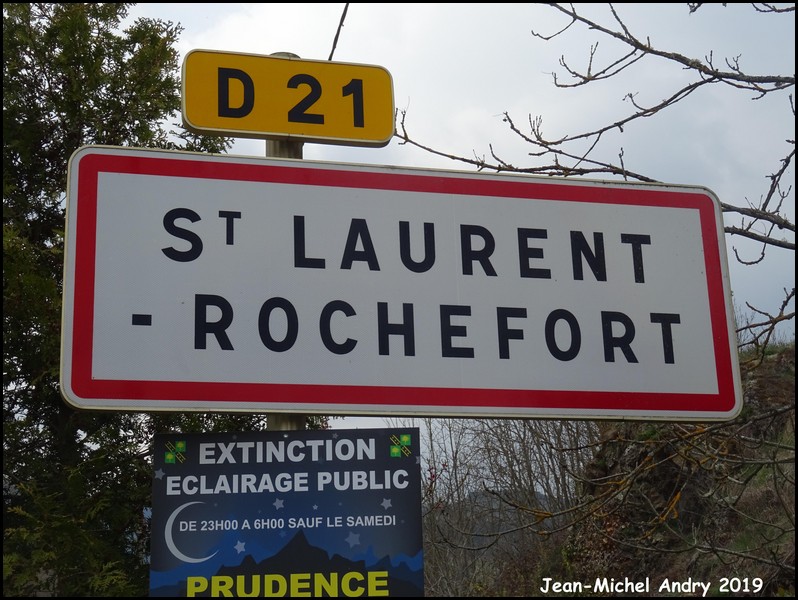 D 21
ST LAURENT
-ROCHEFORT
EXTINCTION
ECLAIRAGE PUBLIC
DE 23H00 A 6H00 SAUF LE SAMEDI
PRUDENCE
Jean-Michel Andry 2019